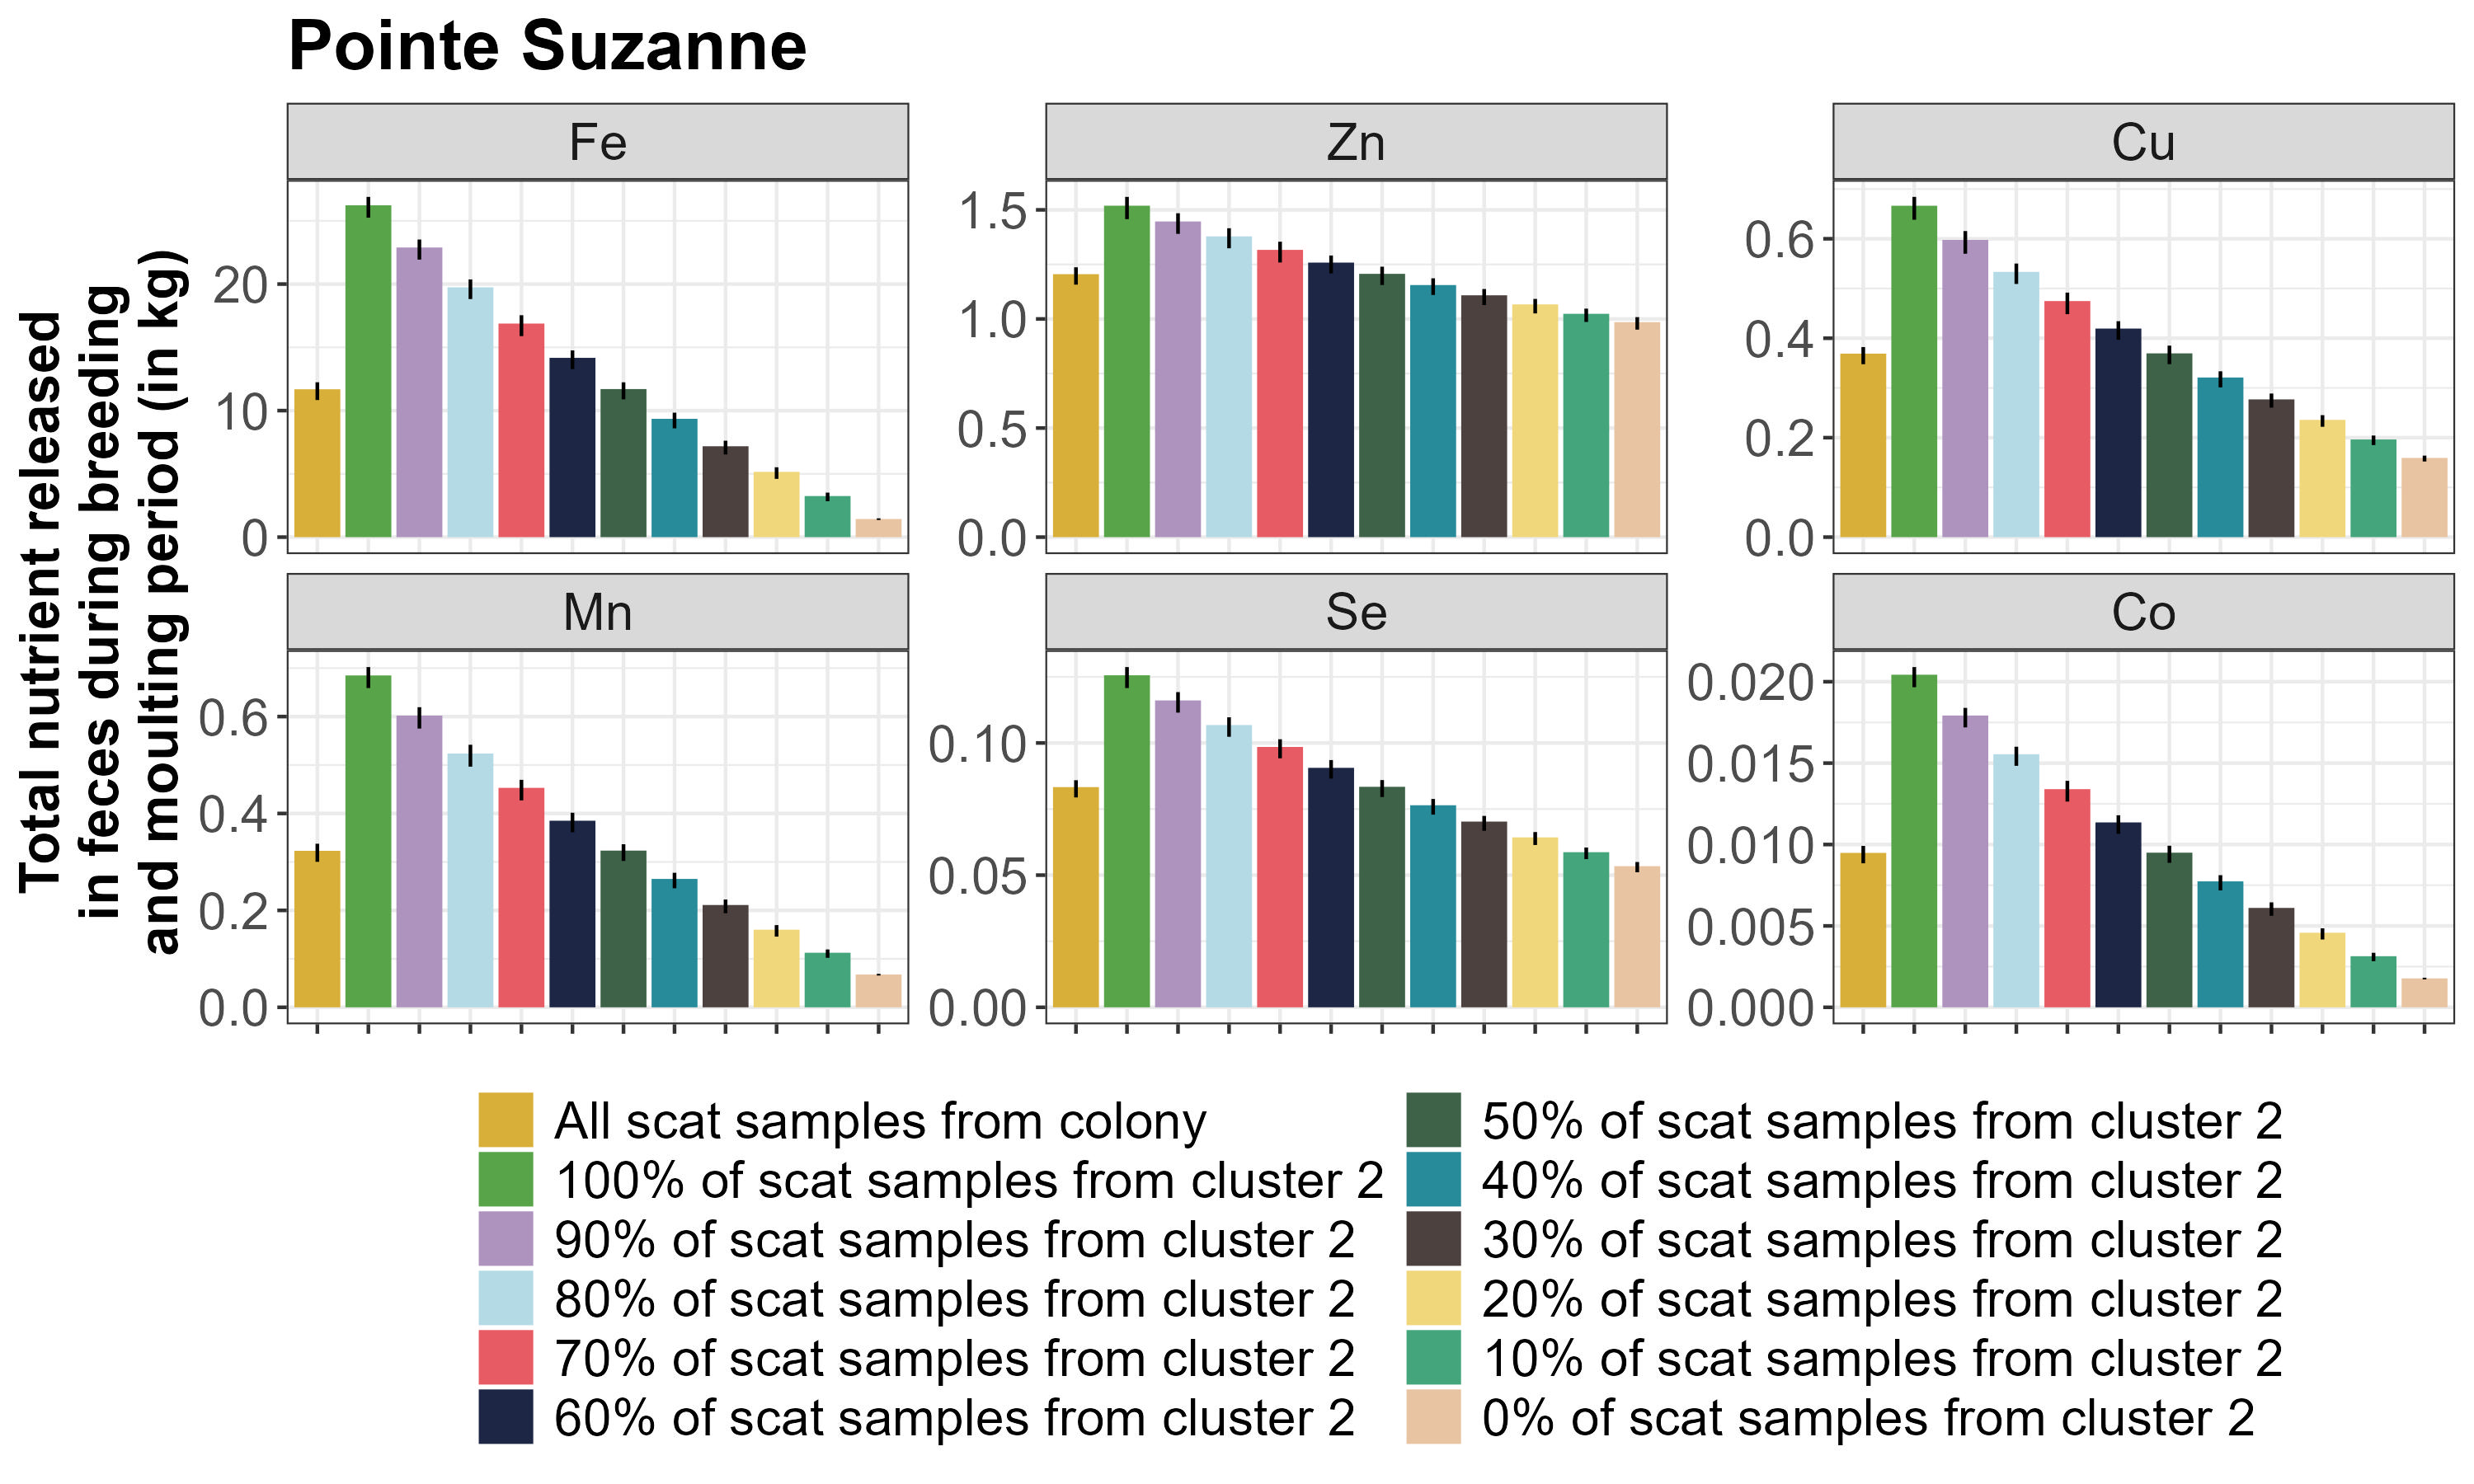 Pointe Suzanne
Total nutrient released
in feces during breeding
and moulting period (in kg)
Fe
20
10
0
Zn
1.5
1.0
0.5
0.0
Cu
0.6
0.4
0.2
0.0
Mn
0.6
0.4
0.2
0.0
Se
0.10
0.05
0.00
Co
0.020
0.015
0.010
0.005
0.000
All scat samples from colony
100% of scat samples from cluster 2
90% of scat samples from cluster 2
80% of scat samples from cluster 2
70% of scat samples from cluster 2
60% of scat samples from cluster 2
50% of scat samples from cluster 2
40% of scat samples from cluster 2
30% of scat samples from cluster 2
20% of scat samples from cluster 2
10% of scat samples from cluster 2
0% of scat samples from cluster 2